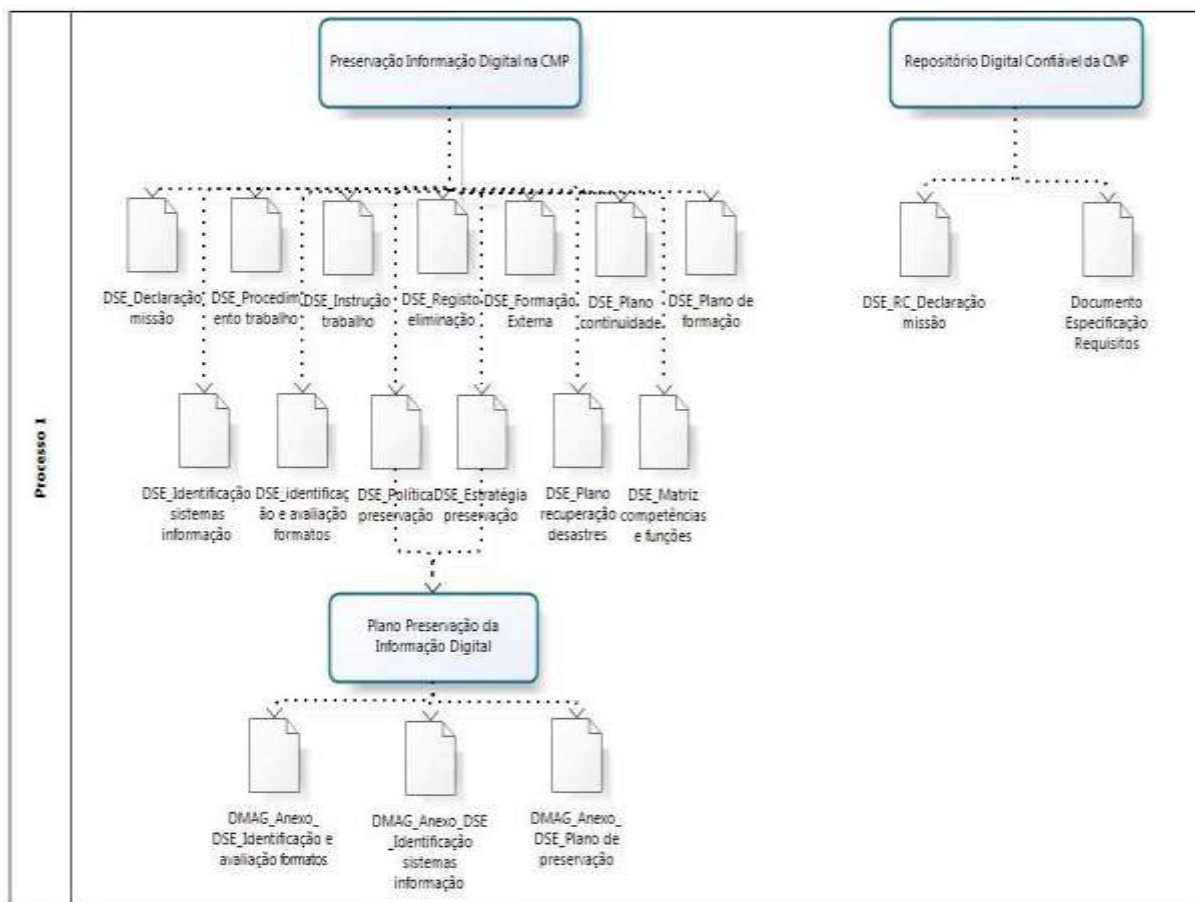 Processo 1
Preservação Informação Digital na CMP
Repositório Digital Confiável da CMP
DSE_Declaração
missão
DSE_Procedim
ento trabalho
DSE_Instrução
trabalho
DSE_Registo
eliminação
DSE_Formação
Externa
DSE_Plano
continuidade
DSE_Plano de
formação
DSE_RC_Declaração
missão
Documento
Especificação
Requisitos
DSE_Identificação
sistemas
informação
DSE_identificaç
ão e avaliação
formatos
DSE_Política
preservação
DSE_Estratégia
preservação
DSE_Plano
recuperação
desastres
DSE_Matriz
competências
e funções
Plano Preservação da
Informação Digital
DMAG_Anexo_
DSE_Identificação e
avaliação formatos
DMAG_Anexo_DSE
_Identificação
sistemas
informação
DMAG_Anexo_
DSE_Plano de
preservação